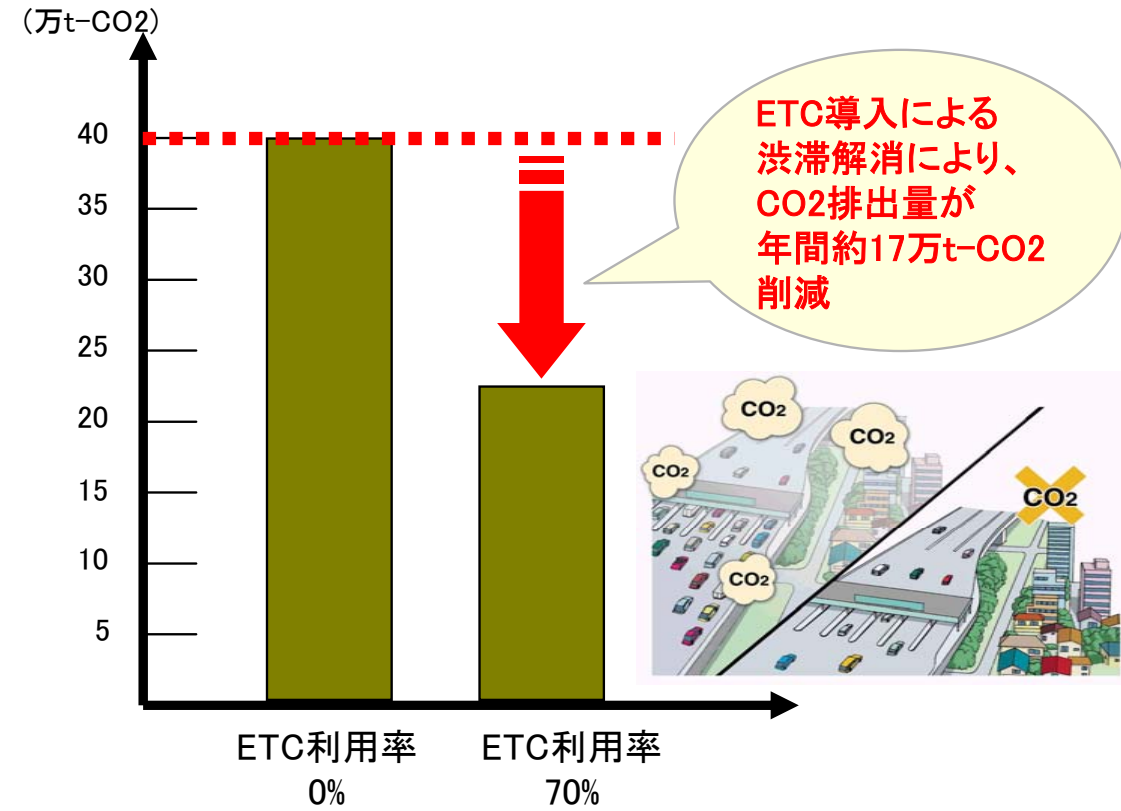 （万t-CO2）
40
35
30
25
20
15
10
5
ETC利用率
0%
ETC利用率
70%
ETC導入による
渋滞解消により、
CO2排出量が
年間約17万t-CO2
削減
CO2
CO2
CO2
CO2
CO2